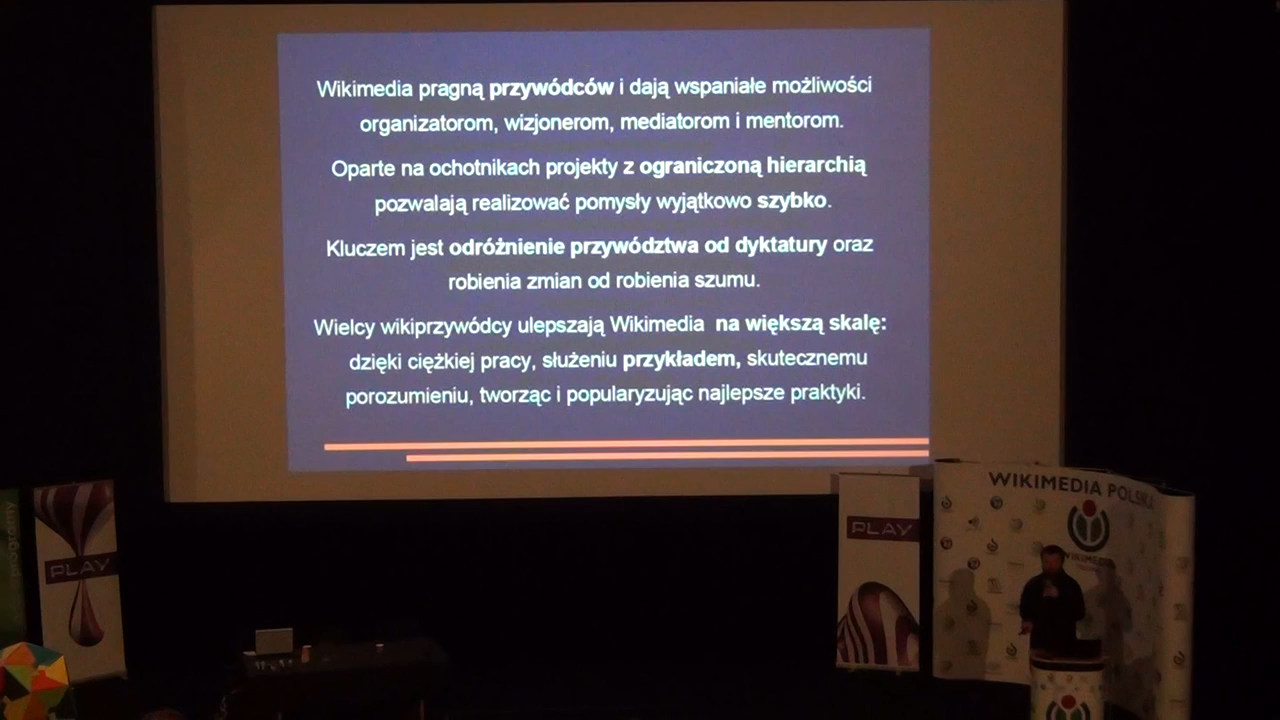 Wikimedia pragną przywódców i dają wspaniałe możliwości
organizatorom, wizjonerom, mediatorom i mentorom.
Oparte na ochotnikach projekty z ograniczoną hierarchią
pozwalają realizować pomysły wyjątkowo szybko.
Kluczem jest odróżnienie przywództwa od dyktatury oraz
robienia zmian od robienia szumu.
Wielcy wikiprzywódcy ulepszają Wikimedia na większą skalę:
dzięki ciężkiej pracy, służeniu przykładem, skutecznemu
porozumieniu, tworząc i popularyzując najlepsze praktyki.
WIKIMEDIA POLSKA
PLAY
PLAY
programy
WIKIMEDIA